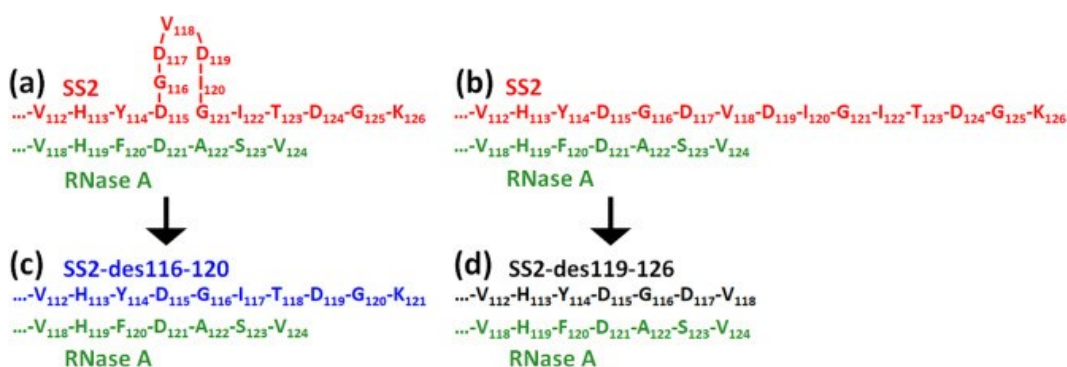 V₁₁₈
D₁₁₇ D₁₁₉
(a) SS2 G₁₁₆ I₁₂₀ (b) SS2
...-V₁₁₂-H₁₁₃-Y₁₁₄-D₁₁₅ G₁₂₁-I₁₂₂-T₁₂₃-D₁₂₄-G₁₂₅-K₁₂₆ ...-V₁₁₂-H₁₁₃-Y₁₁₄-D₁₁₅-G₁₁₆-D₁₁₇-V₁₁₈-D₁₁₉-I₁₂₀-G₁₂₁-I₁₂₂-T₁₂₃-D₁₂₄-G₁₂₅-K₁₂₆
...-V₁₁₈-H₁₁₉-F₁₂₀-D₁₂₁-A₁₂₂-S₁₂₃-V₁₂₄ ...-V₁₁₈-H₁₁₉-F₁₂₀-D₁₂₁-A₁₂₂-S₁₂₃-V₁₂₄
RNase A RNase A
(c) SS2-des116-120 (d) SS2-des119-126
...-V₁₁₂-H₁₁₃-Y₁₁₄-D₁₁₅-G₁₁₆-I₁₁₇-T₁₁₈-D₁₁₉-G₁₂₀-K₁₂₁ ...-V₁₁₂-H₁₁₃-Y₁₁₄-D₁₁₅-G₁₁₆-D₁₁₇-V₁₁₈
...-V₁₁₈-H₁₁₉-F₁₂₀-D₁₂₁-A₁₂₂-S₁₂₃-V₁₂₄ ...-V₁₁₈-H₁₁₉-F₁₂₀-D₁₂₁-A₁₂₂-S₁₂₃-V₁₂₄
RNase A RNase A